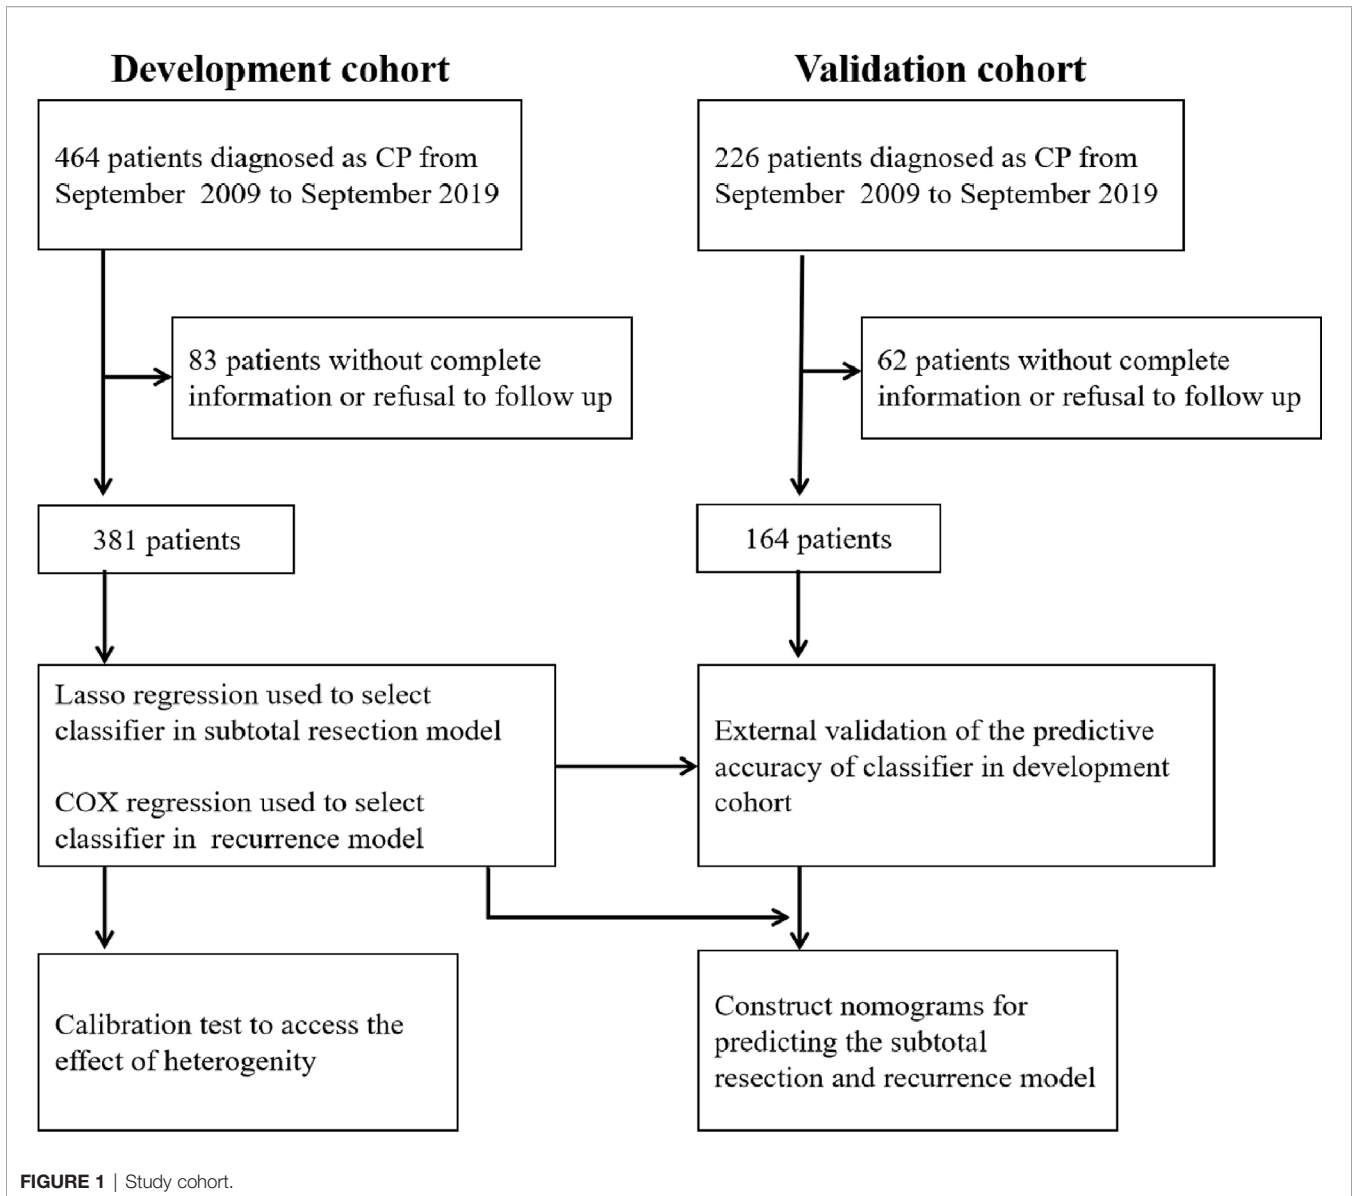 Development cohort
464 patients diagnosed as CP from
September 2009 to September 2019
83 patients without complete
information or refusal to follow up
381 patients
Lasso regression used to select
classifier in subtotal resection model
COX regression used to select
classifier in recurrence model
Calibration test to access the
effect of heterogenity
Validation cohort
226 patients diagnosed as CP from
September 2009 to September 2019
62 patients without complete
information or refusal to follow up
164 patients
External validation of the predictive
accuracy of classifier in development
cohort
Construct nomograms for
predicting the subtotal
resection and recurrence model
FIGURE 1 | Study cohort.